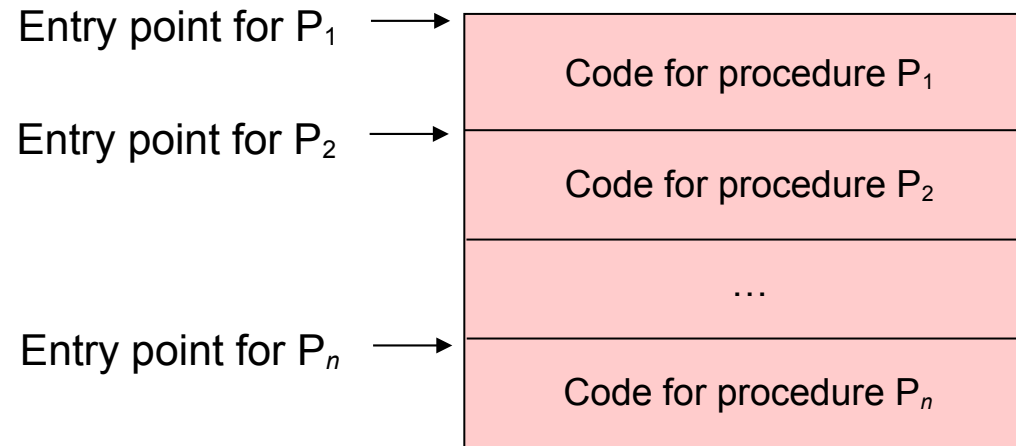 Entry point for P₁
Code for procedure P₁
Entry point for P₂
Code for procedure P₂
…
Entry point for Pₙ
Code for procedure Pₙ